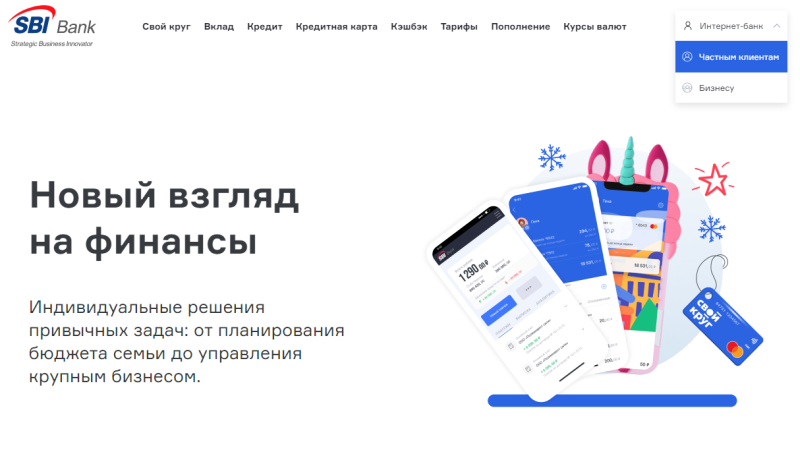 SBI Bank
Strategic Business Innovator
Свой круг
Вклад
Кредит
Кредитная карта
Кэшбэк
Тарифы
Пополнение
Курсы валют
Интернет-банк
Частным клиентам
Бизнесу
Новый взгляд
на финансы
Индивидуальные решения
привычных задач: от планирования
бюджета семьи до управления
крупным бизнесом.
1 290
свой
круг